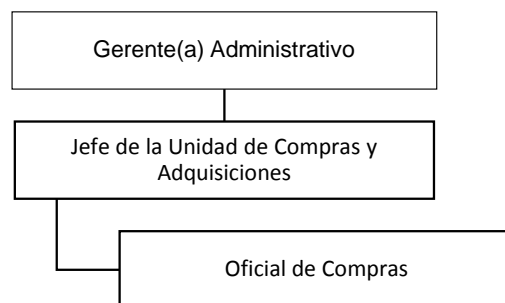 Gerente(a) Administrativo
Jefe de la Unidad de Compras y
Adquisiciones
Oficial de Compras